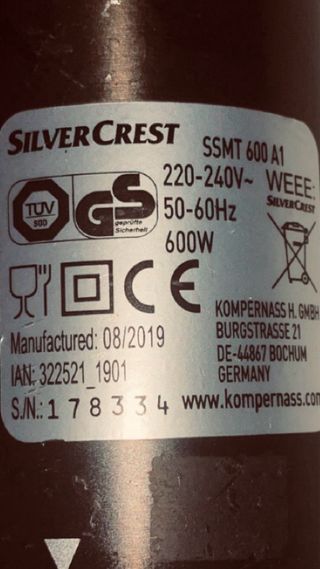 SILVERCREST SSMT 600 A1
220-240V~ WEEE:
50-60Hz SILVERCREST
600W
TÜV
SÜD
GS
geprüfte
Sicherheit
CE
KOMPERNASS H. GMBH
BURGSTRASSE 21
DE-44867 BOCHUM
GERMANY
Manufactured: 08/2019
IAN: 322521_1901
S./N.: 178334 www.kompernass.com